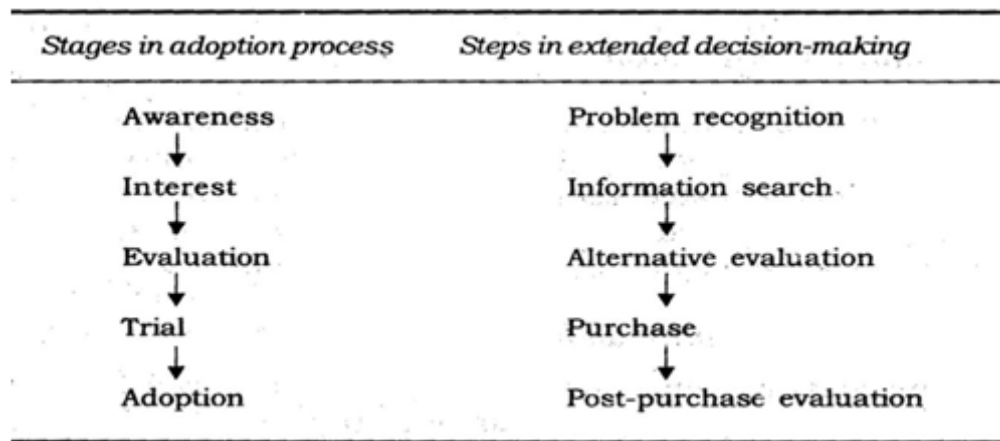 Stages in adoption process Steps in extended decision-making
Awareness Problem recognition
Interest Information search
Evaluation Alternative evaluation
Trial Purchase
Adoption Post-purchase evaluation